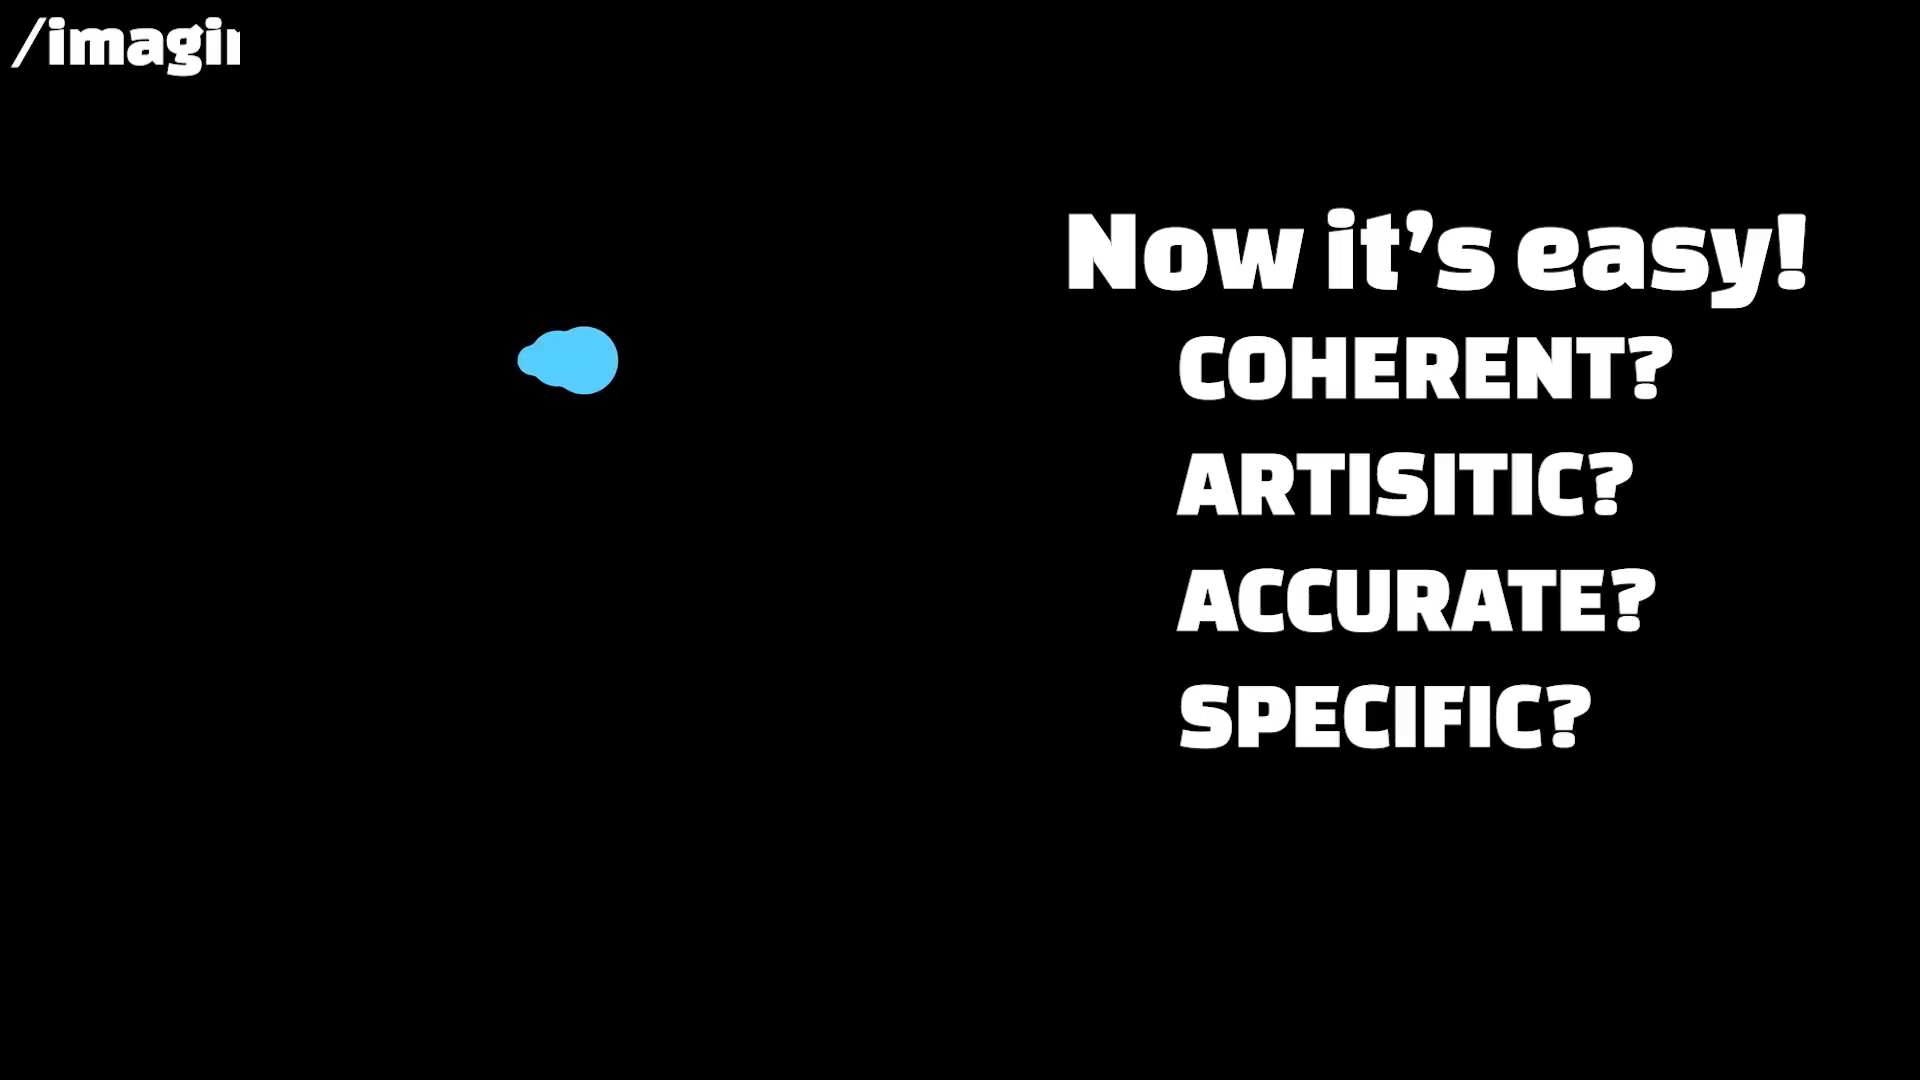 /imagi
Now it's easy!
COHERENT?
ARTISITIC?
ACCURATE?
SPECIFIC?